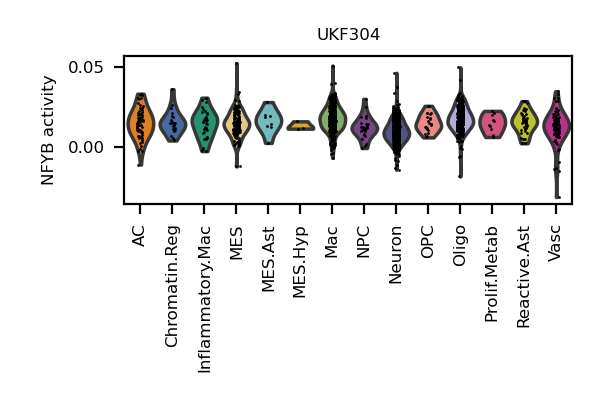 UKF304
NFYB activity
0.05
0.00
AC
Chromatin.Reg
Inflammatory.Mac
MES
MES.Ast
MES.Hyp
Mac
NPC
Neuron
OPC
Oligo
Prolif.Metab
Reactive.Ast
Vasc